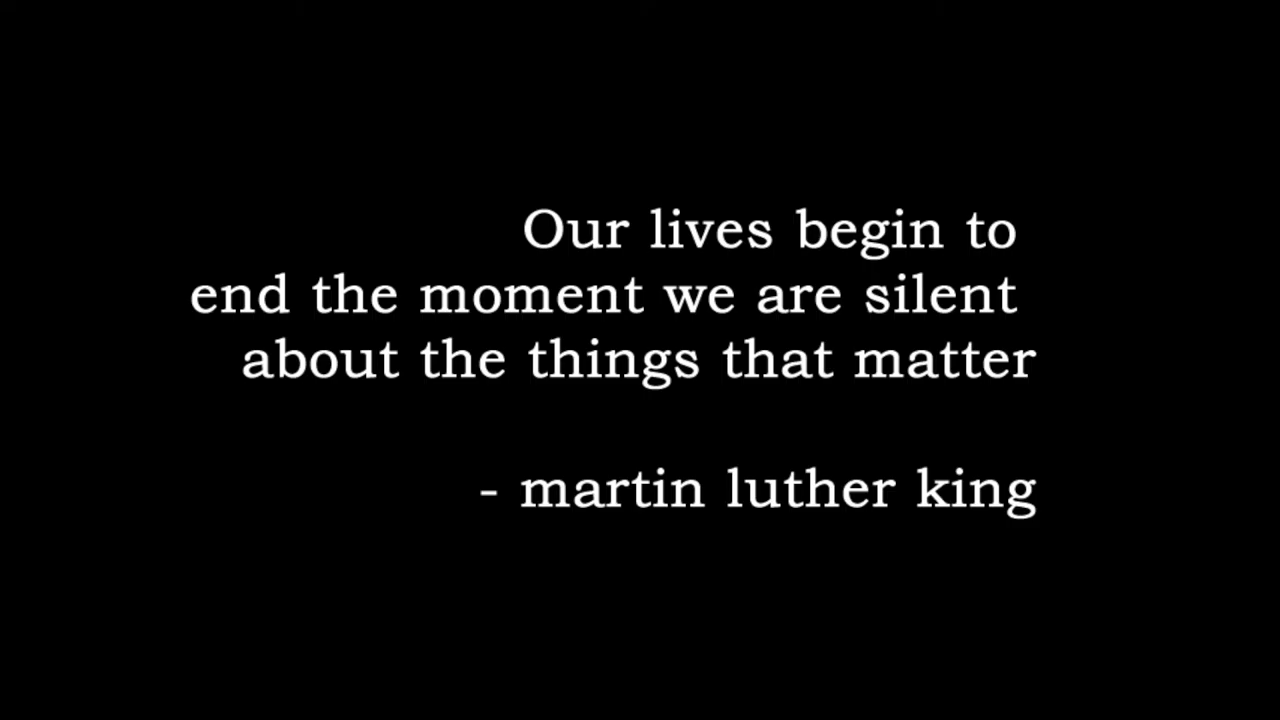 Our lives begin to
end the moment we are silent
about the things that matter
- martin luther king